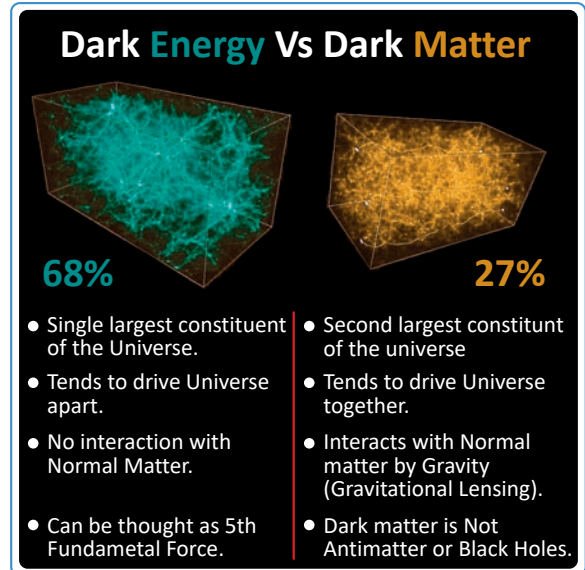 Dark Energy Vs Dark Matter
68%
27%
• Single largest constituent
of the Universe.
• Tends to drive Universe
apart.
• No interaction with
Normal Matter.
• Can be thought as 5th
Fundametal Force.
• Second largest constitunt
of the universe
• Tends to drive Universe
together.
• Interacts with Normal
matter by Gravity
(Gravitational Lensing).
• Dark matter is Not
Antimatter or Black Holes.